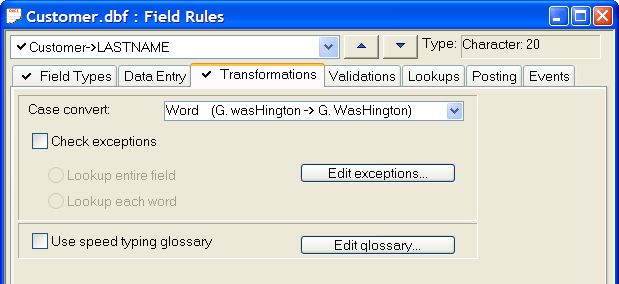 Customer.dbf : Field Rules
Customer->LASTNAME Type: Character: 20
Field Types Data Entry Transformations Validations Lookups Posting Events
Case convert: Word (G. wasHington -> G. WasHington)
Check exceptions
Lookup entire field Edit exceptions...
Lookup each word
Use speed typing glossary Edit glossary...